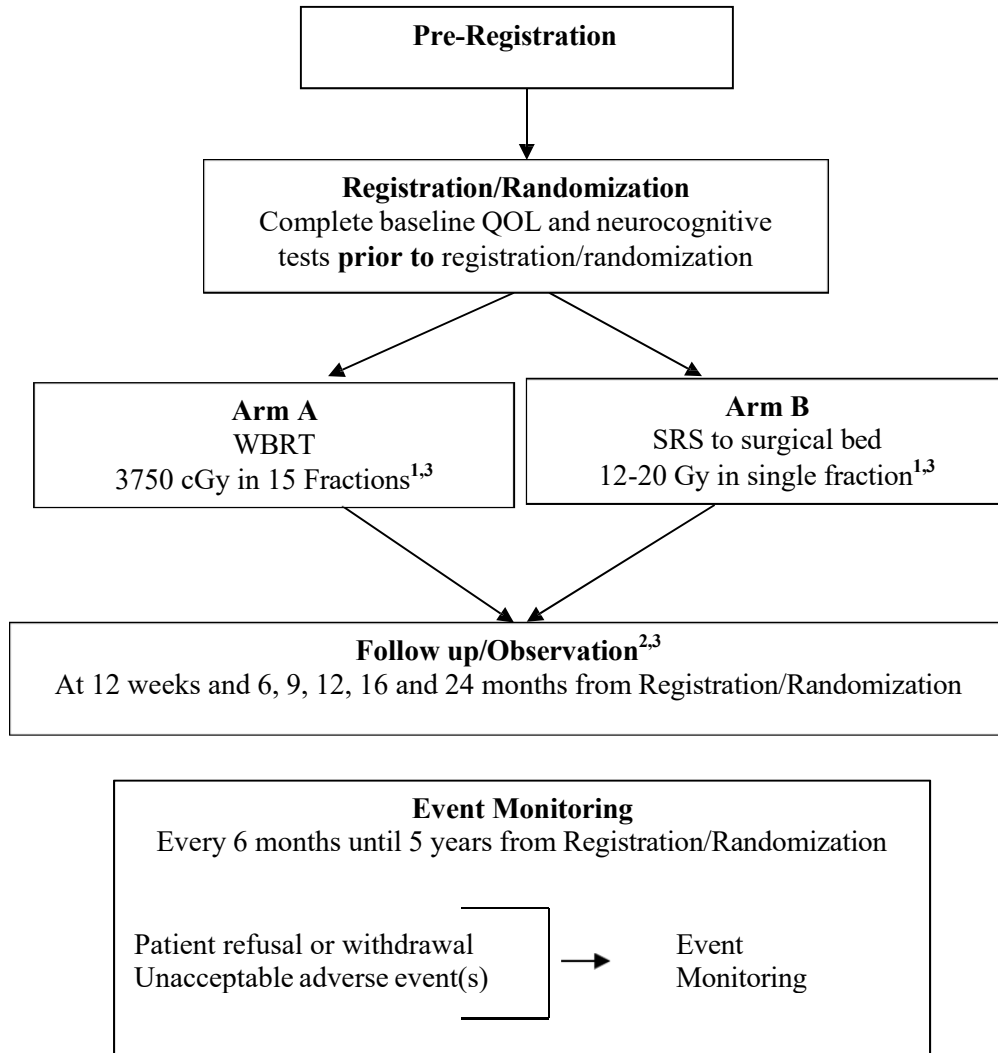 Pre-Registration
Registration/Randomization
Complete baseline QOL and neurocognitive
tests prior to registration/randomization
Arm A
WBRT
3750 cGy in 15 Fractions1,3
Arm B
SRS to surgical bed
12-20 Gy in single fraction1,3
Follow up/Observation2,3
At 12 weeks and 6, 9, 12, 16 and 24 months from Registration/Randomization
Event Monitoring
Every 6 months until 5 years from Registration/Randomization
Patient refusal or withdrawal
Unacceptable adverse event(s)
Event
Monitoring